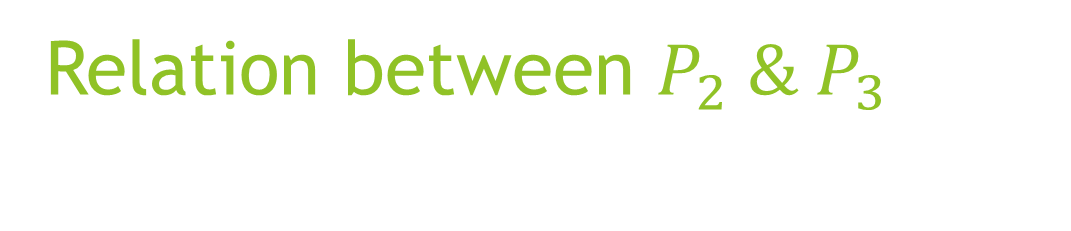 Relation between P₂ & P₃